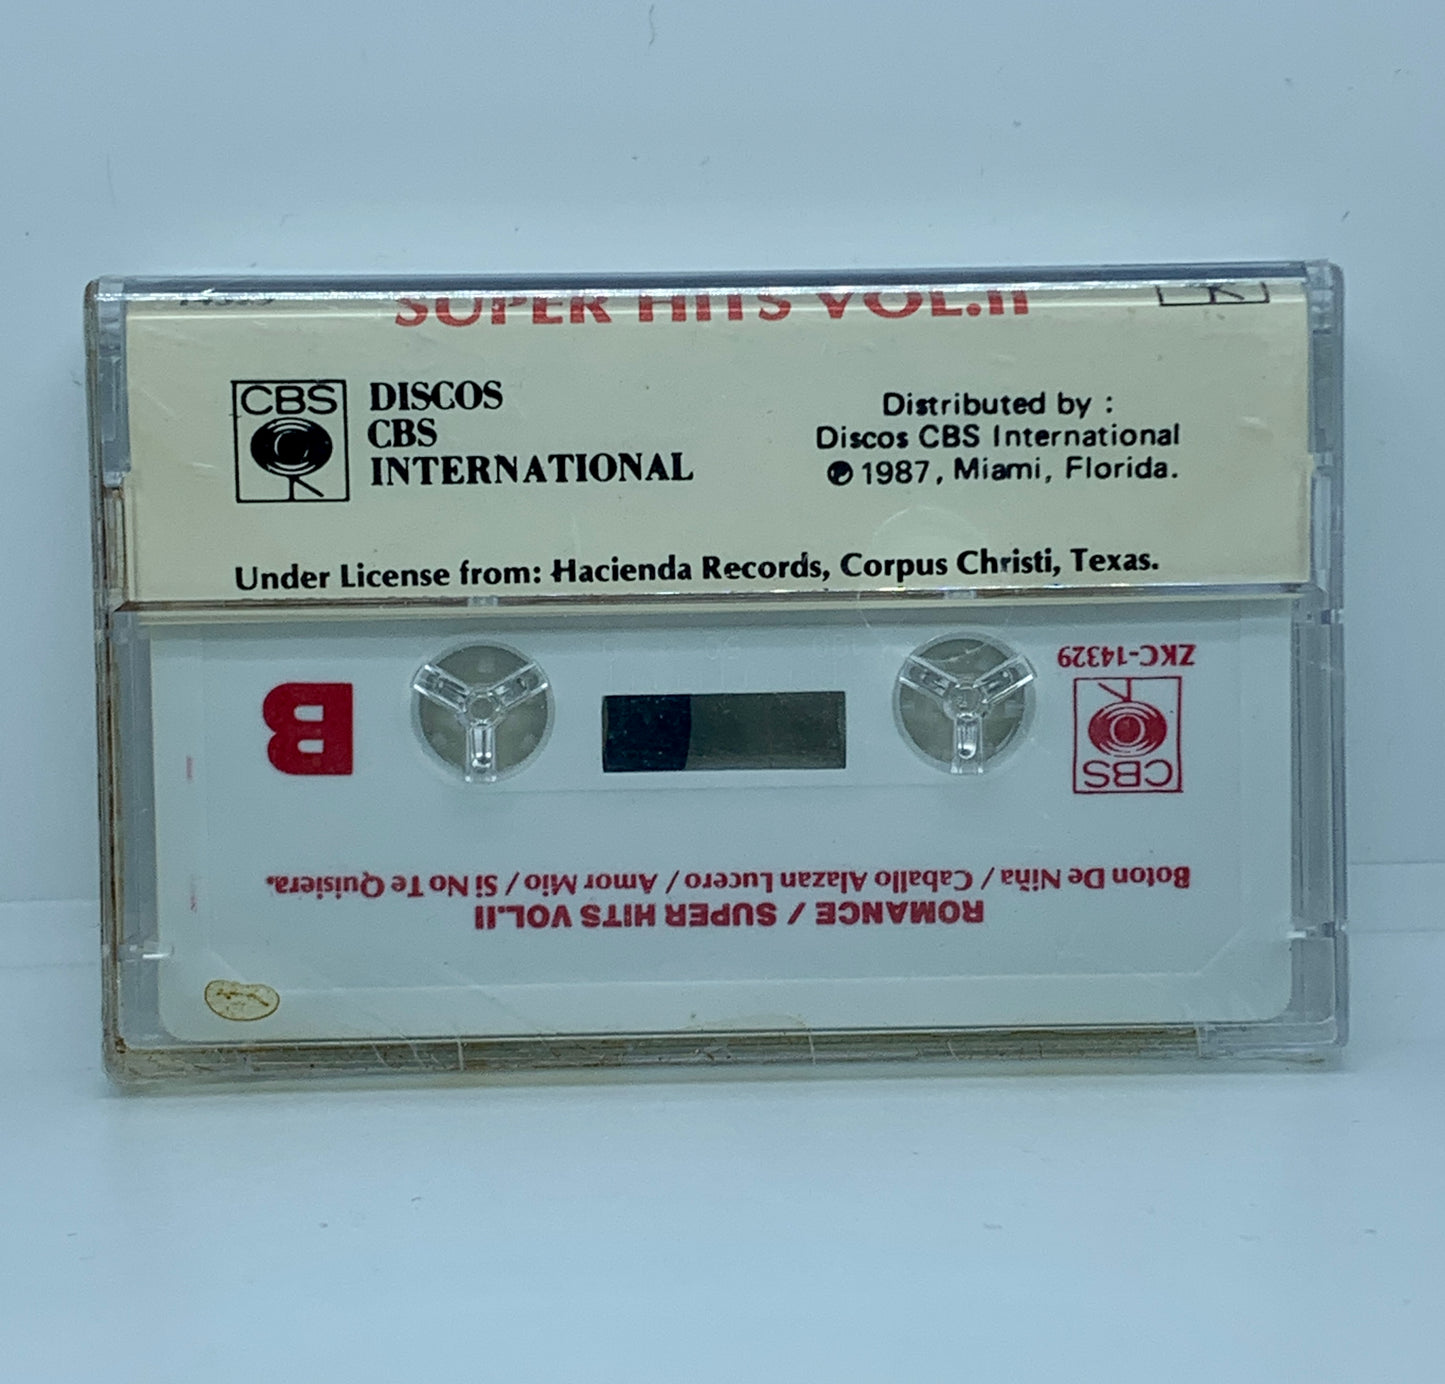 SUPER HITS VOL.II
CBS
DISCOS
CBS
INTERNATIONAL
Distributed by :
Discos CBS International
℗ 1987, Miami, Florida.
Under License from: Hacienda Records, Corpus Christi, Texas.
ROMANCE / SUPER HITS VOL.II
Boton De Niña / Caballo Alazan Lucero / Amor Mio / Si No Te Quisiera.
CBS
B
ZKC-14329